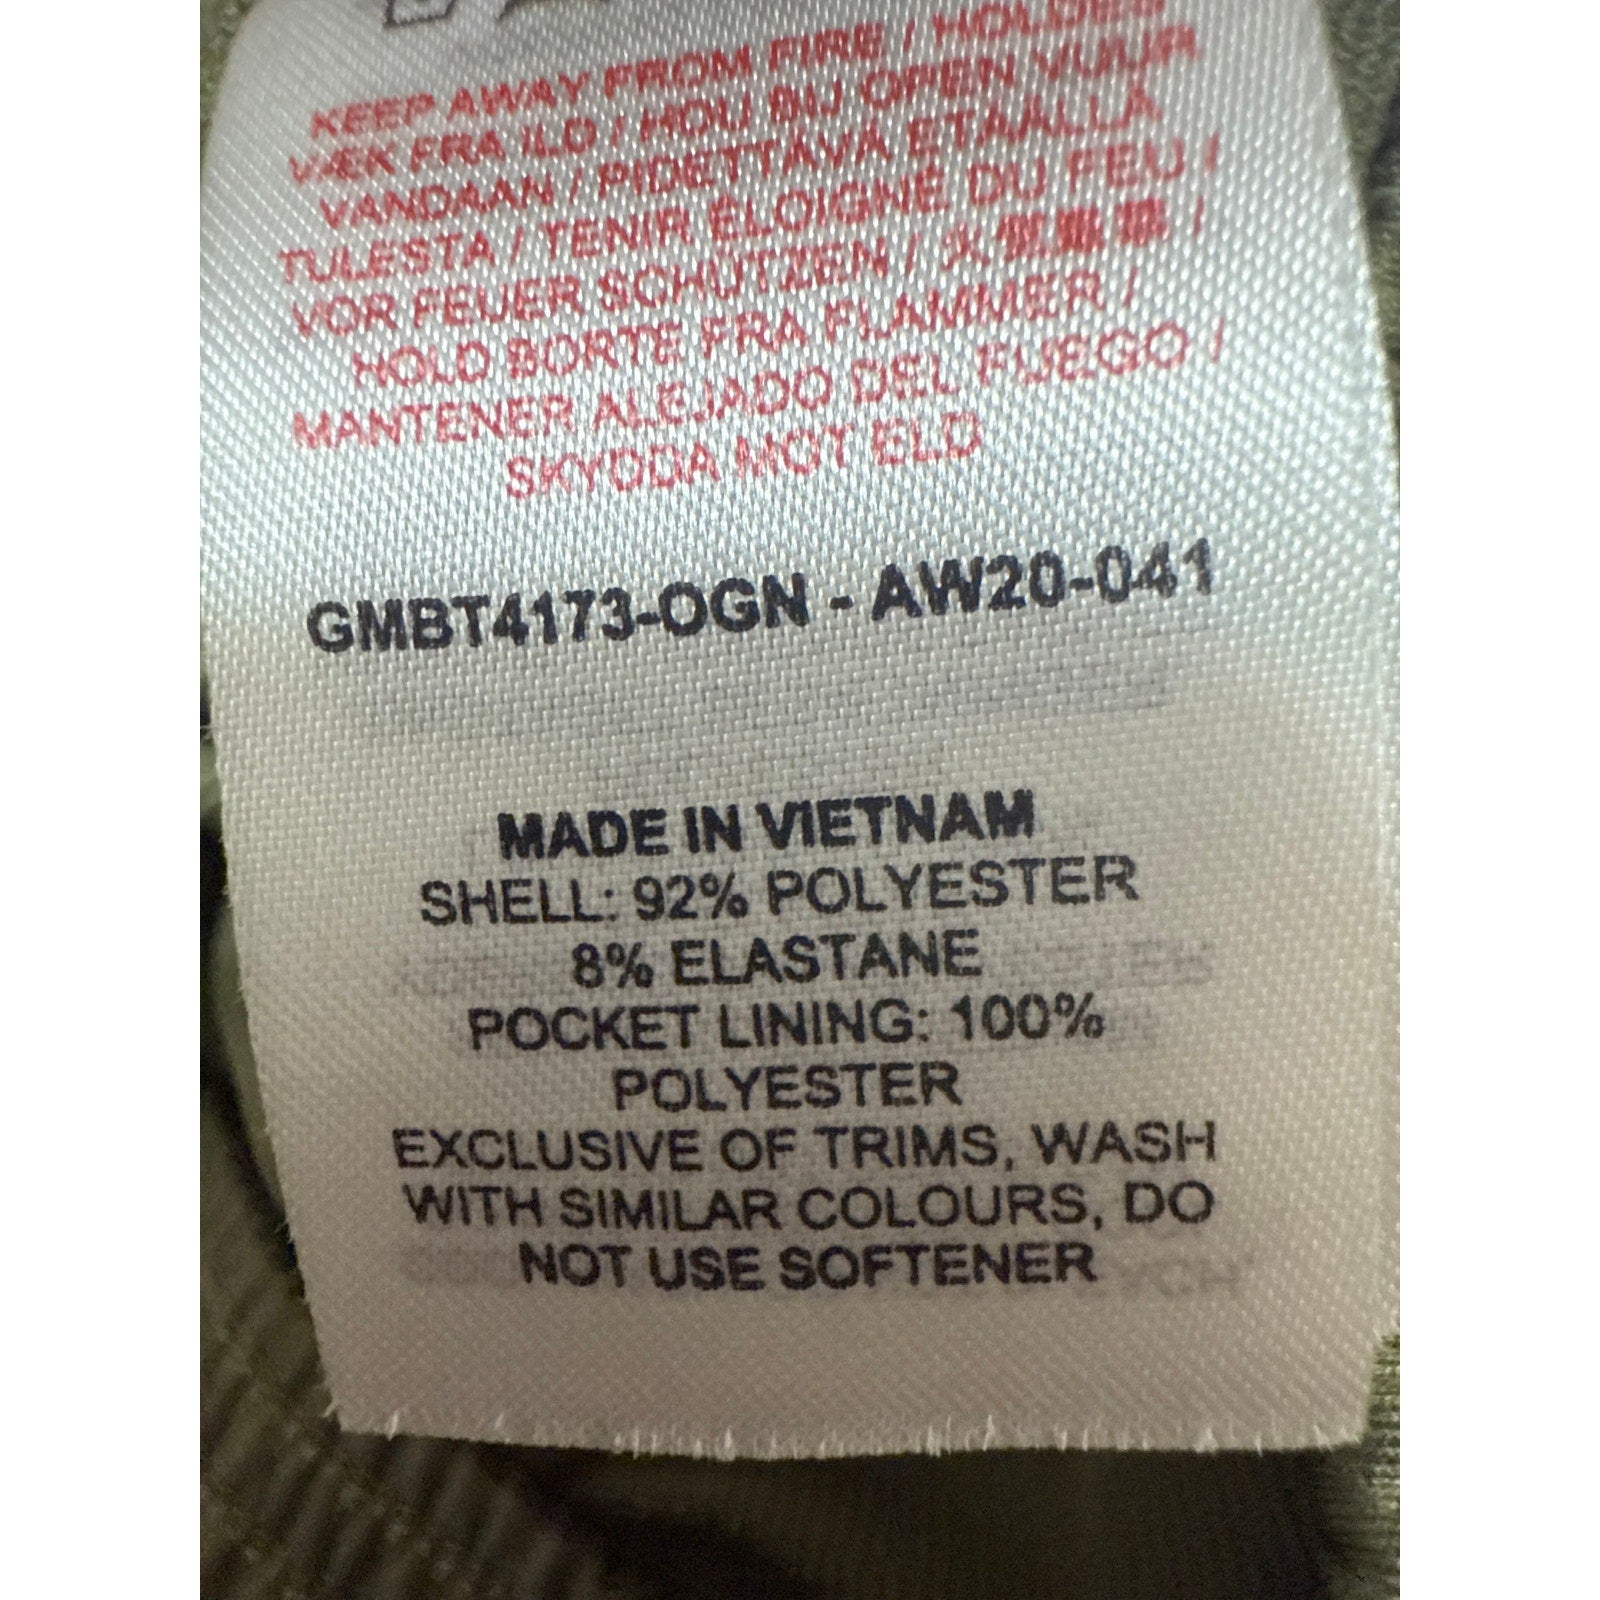 KEEP AWAY FROM FIRE / HOLDES
VÆK FRA ILD / HOU BIJ OPEN VUUR
VANDAAN / PIDETTÄVÄ ETÄÄLLÄ
TULESTA / TENIR ÉLOIGNÉ DU FEU /
VOR FEUER SCHÜTZEN / 火 /
HOLD BORTE FRA FLAMMER /
MANTENER ALEJADO DEL FUEGO /
SKYDDA MOT ELD
GMBT4173-OGN - AW20-041
MADE IN VIETNAM
SHELL: 92% POLYESTER
8% ELASTANE
POCKET LINING: 100%
POLYESTER
EXCLUSIVE OF TRIMS, WASH
WITH SIMILAR COLOURS, DO
NOT USE SOFTENER